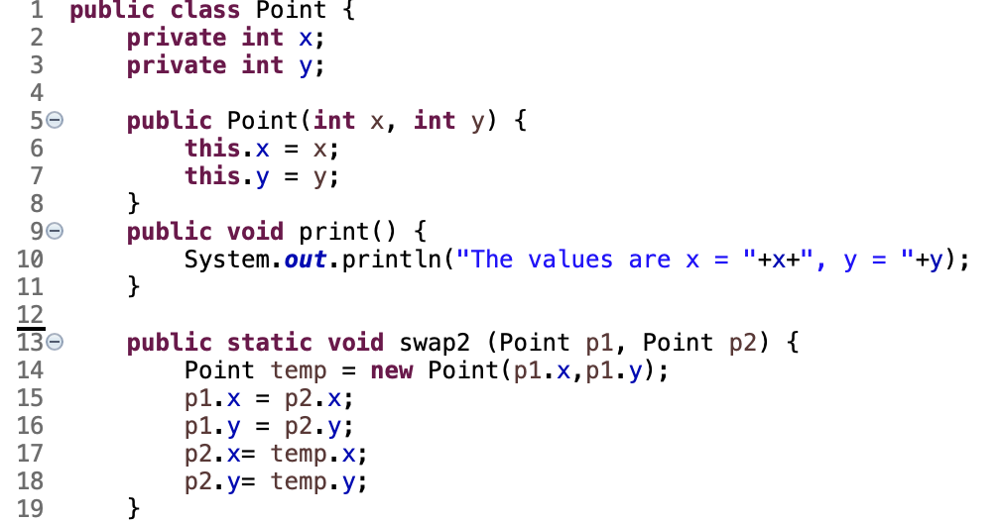 1 public class Point {
2     private int x;
3     private int y;
4
5     public Point(int x, int y) {
6         this.x = x;
7         this.y = y;
8     }
9     public void print() {
10         System.out.println("The values are x = "+x+", y = "+y);
11     }
12
13     public static void swap2 (Point p1, Point p2) {
14         Point temp = new Point(p1.x,p1.y);
15         p1.x = p2.x;
16         p1.y = p2.y;
17         p2.x= temp.x;
18         p2.y= temp.y;
19     }